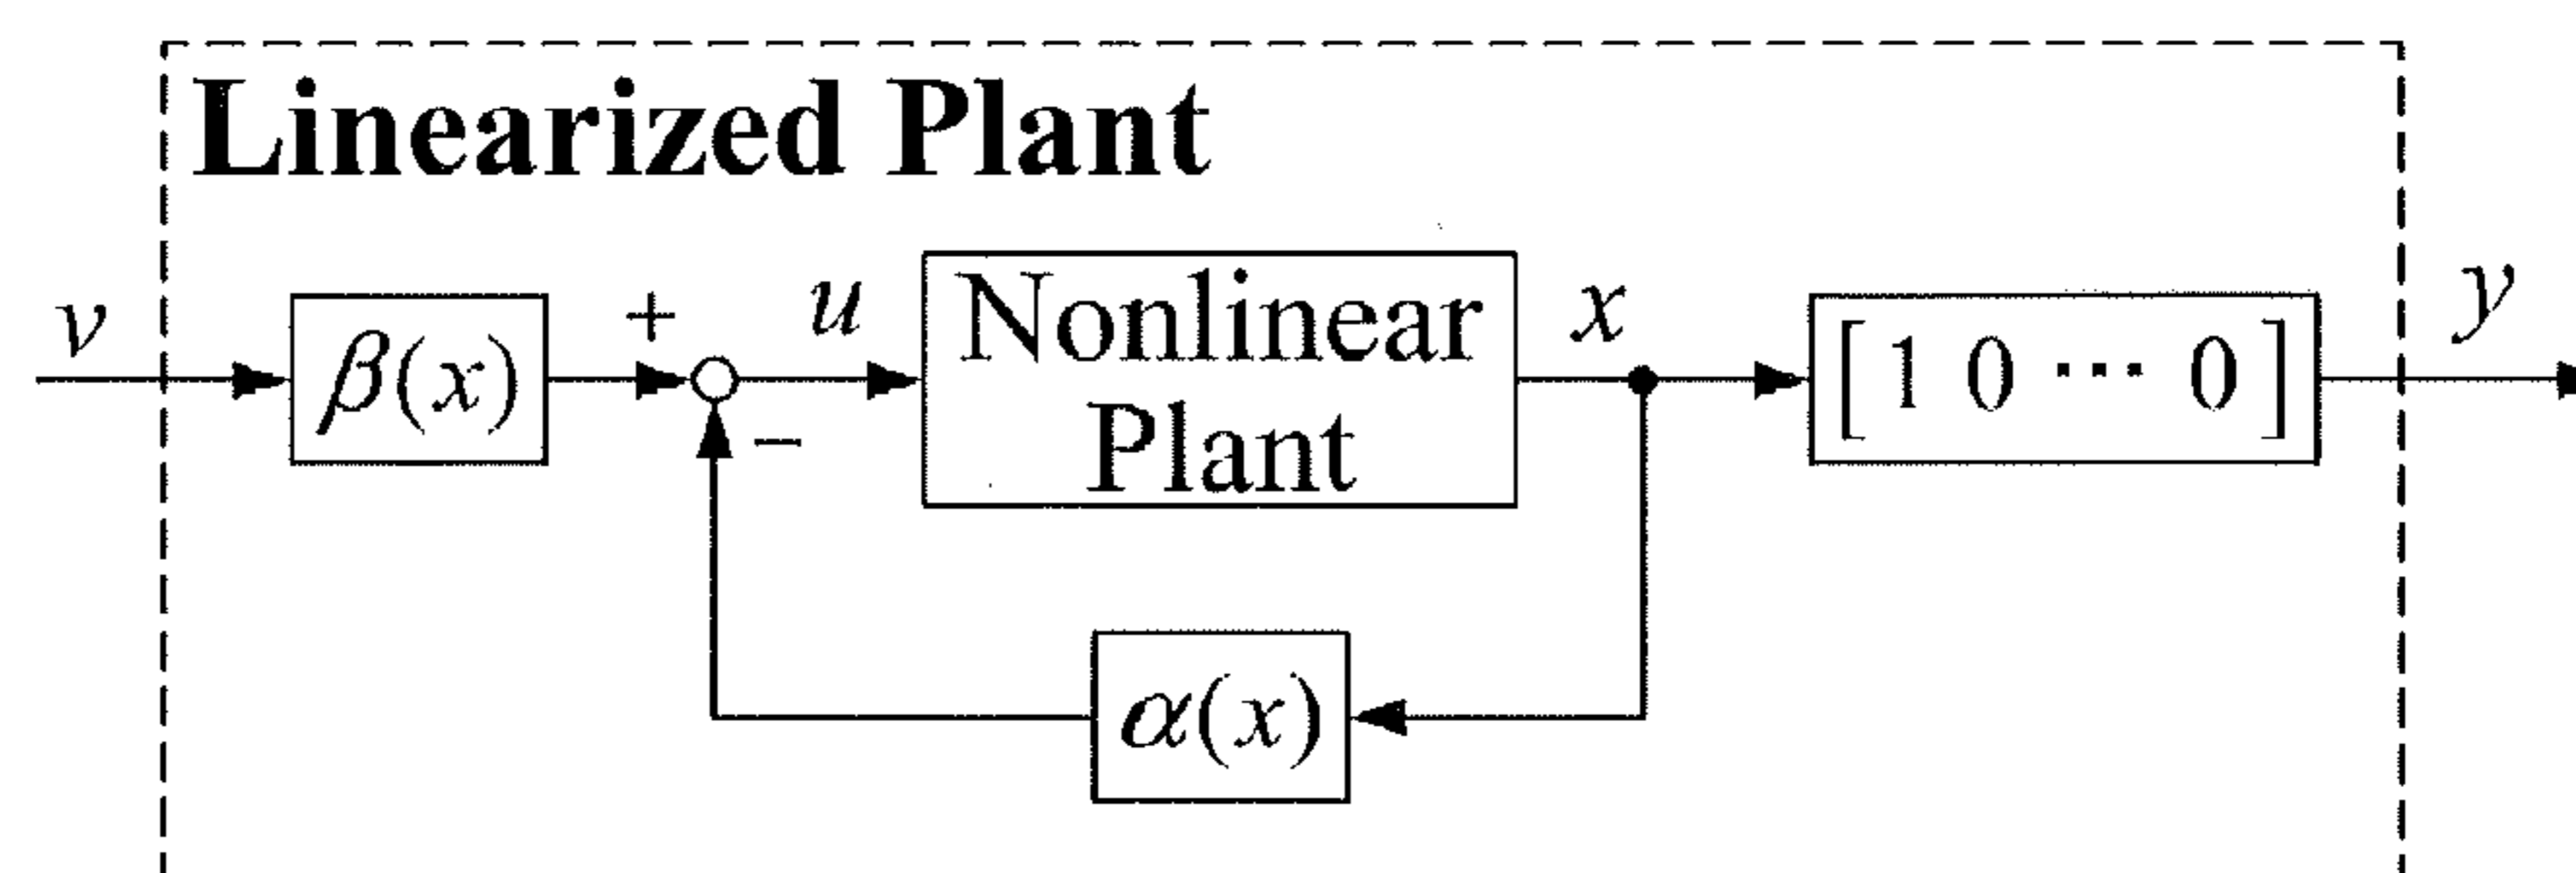 Linearized Plant
v β(x) + u Nonlinear Plant x [ 1 0 ··· 0 ] y
−
α(x)